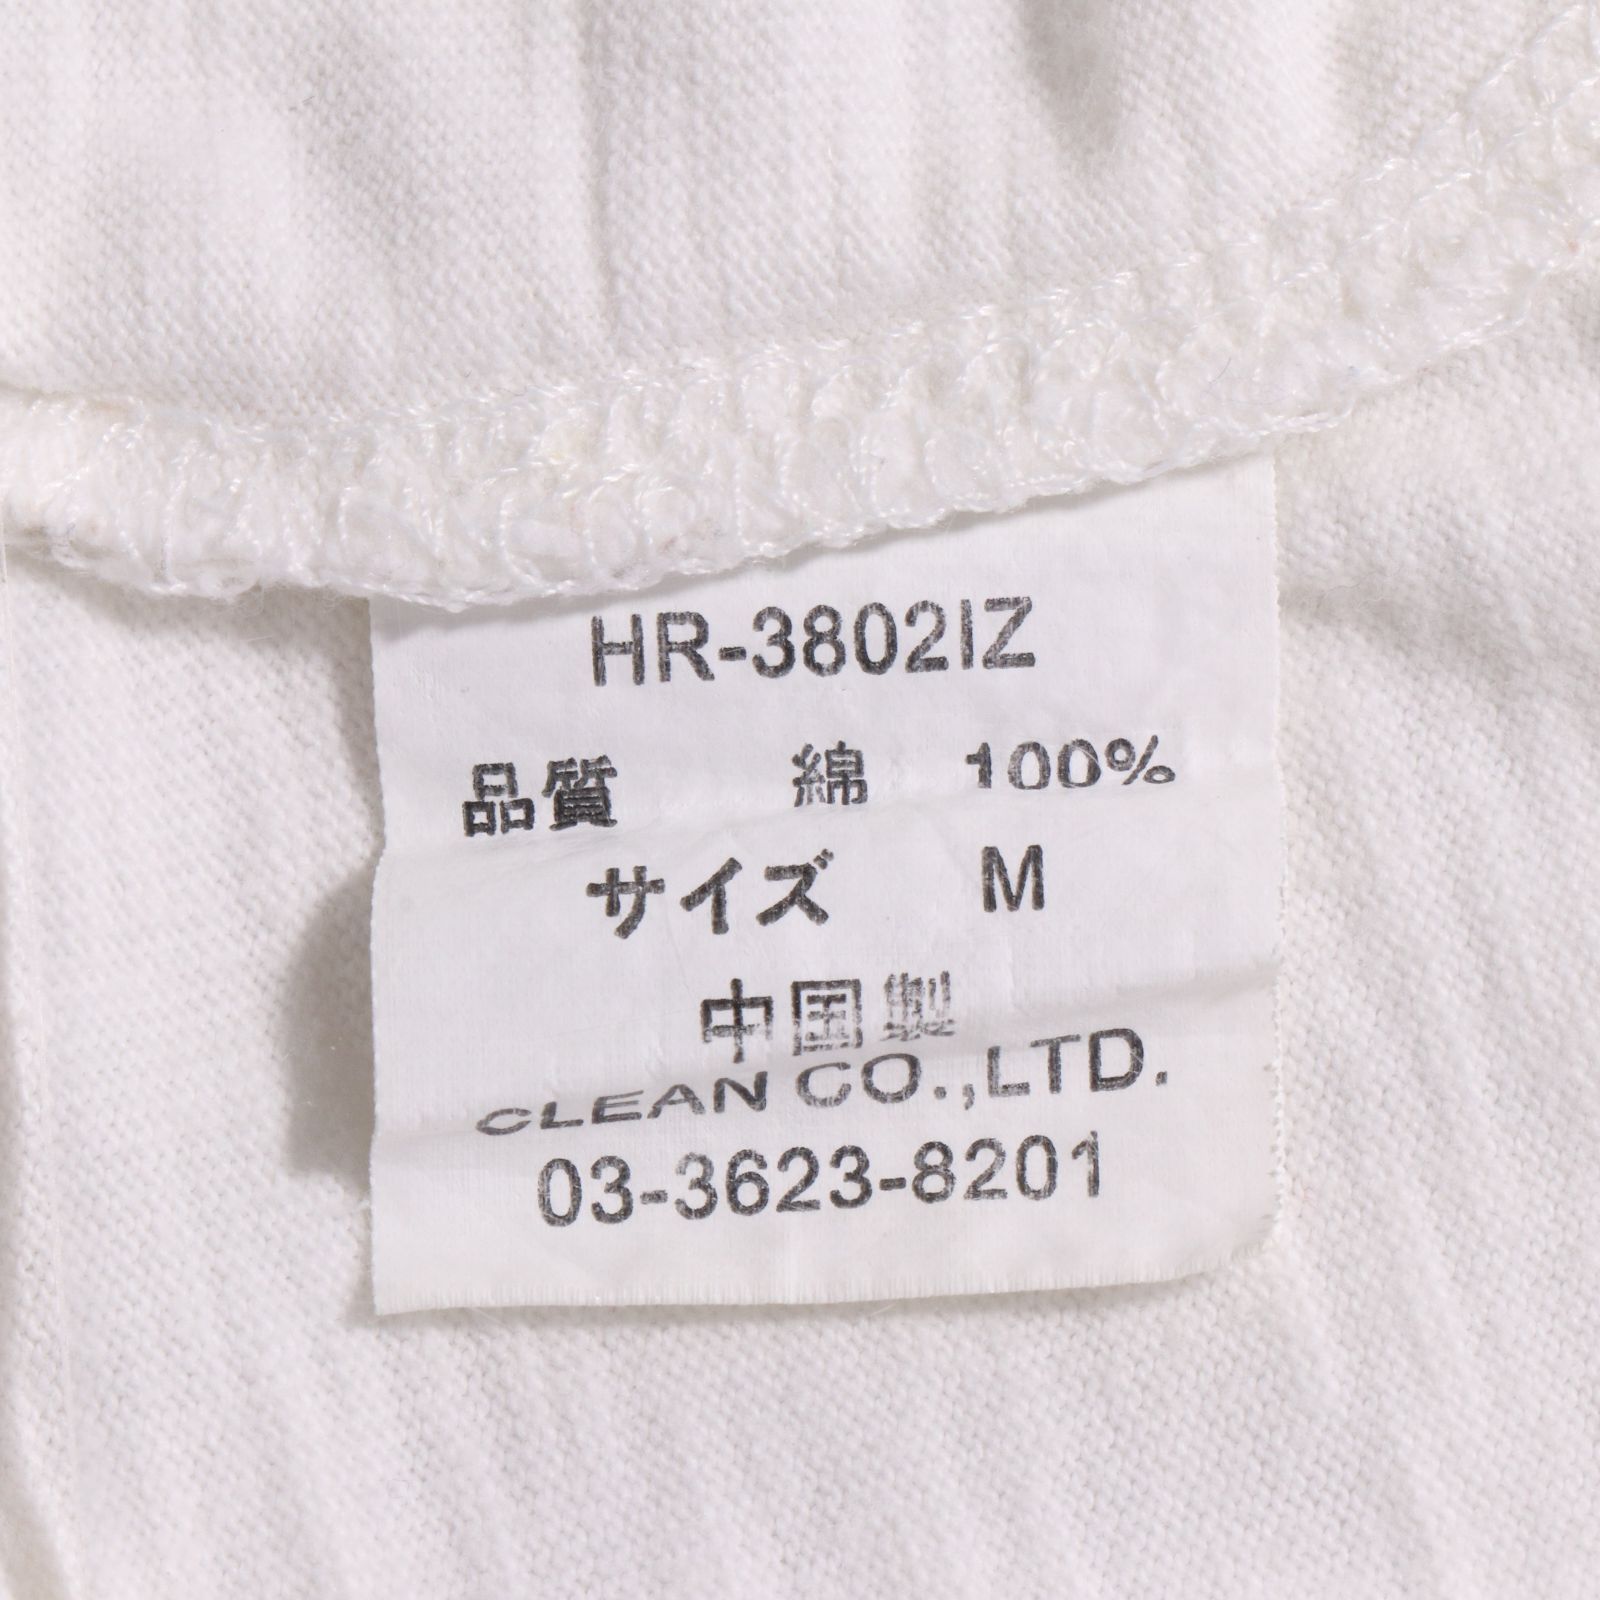 HR-3802IZ
品質 綿 100%
サイズ M
中国製
CLEAN CO.,LTD.
03-3623-8201